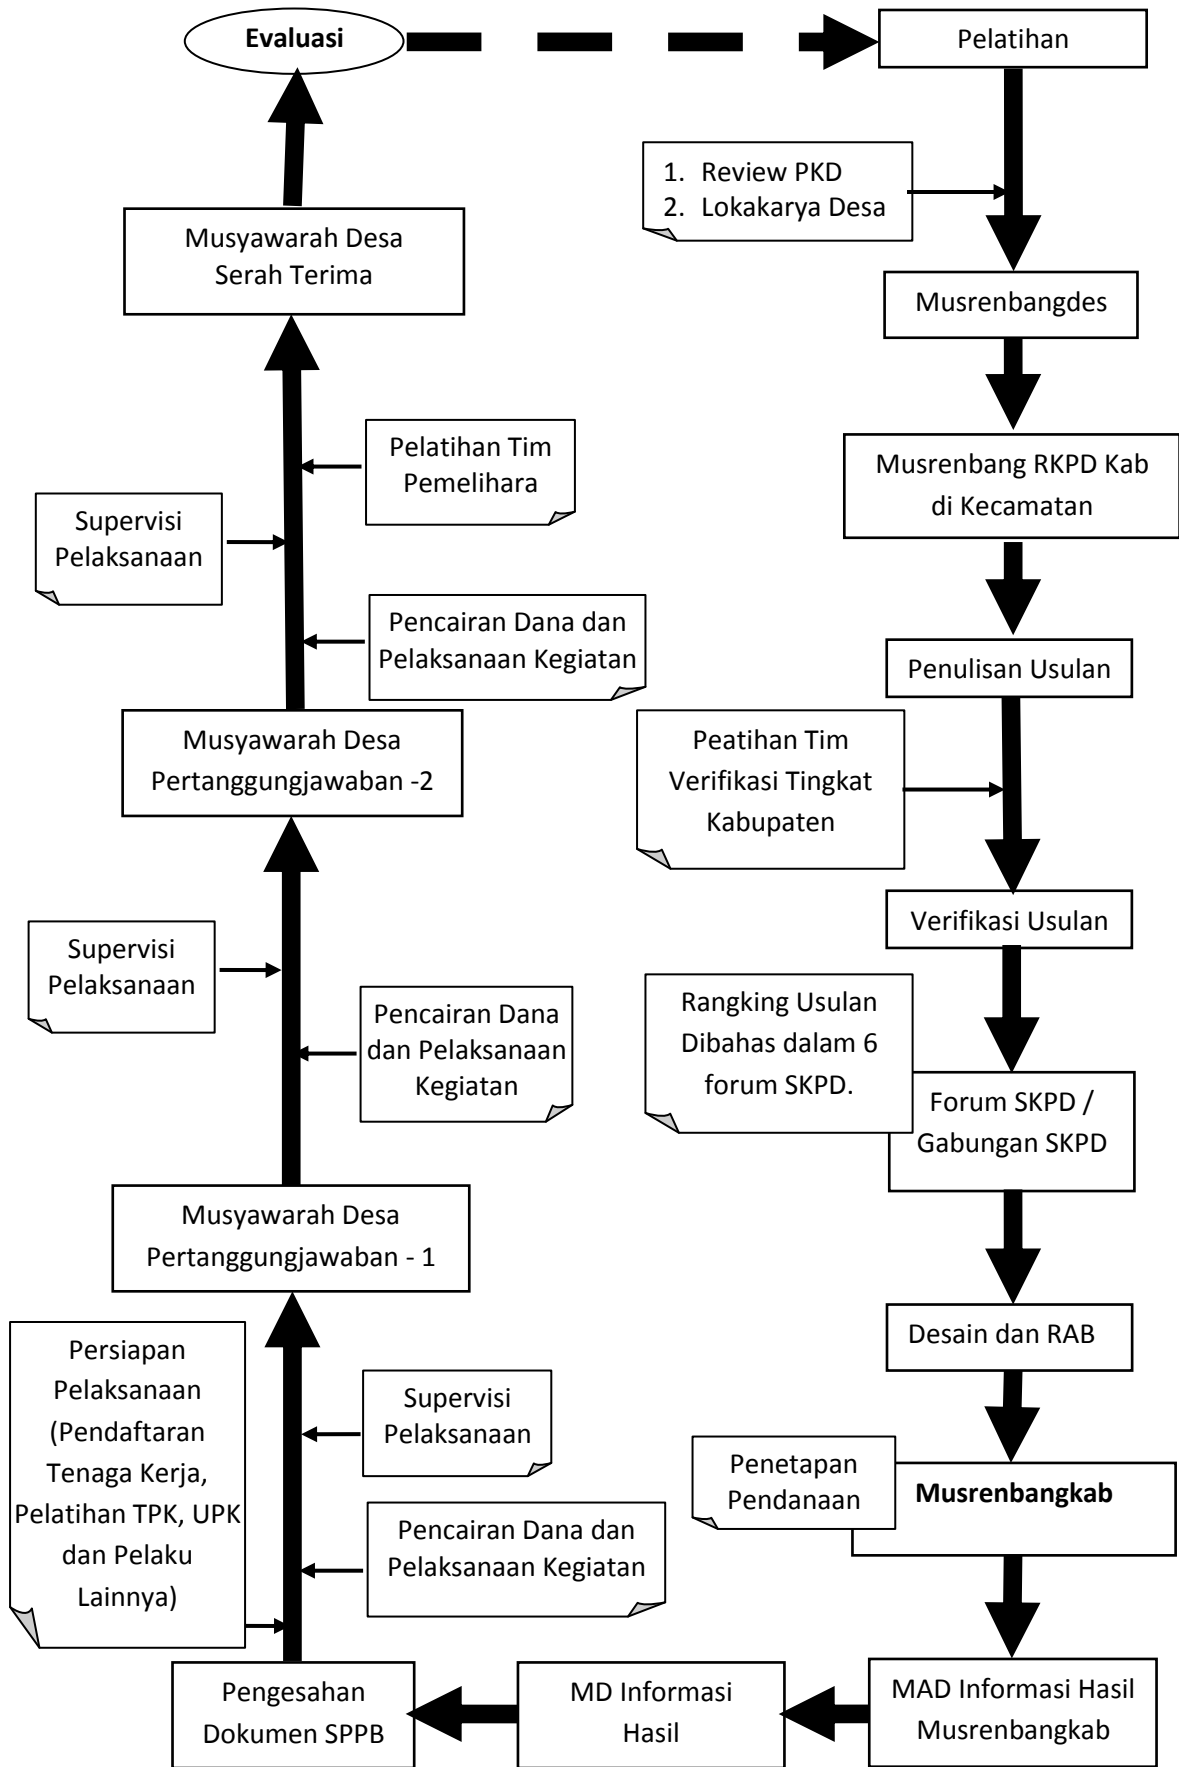 Evaluasi
Pelatihan
1. Review PKD
2. Lokakarya Desa
Musyawarah Desa
Serah Terima
Musrenbangdes
Pelatihan Tim
Pemelihara
Musrenbang RKPD Kab
di Kecamatan
Supervisi
Pelaksanaan
Pencairan Dana dan
Pelaksanaan Kegiatan
Penulisan Usulan
Musyawarah Desa
Pertanggungjawaban -2
Peatihan Tim
Verifikasi Tingkat
Kabupaten
Verifikasi Usulan
Supervisi
Pelaksanaan
Pencairan Dana
dan Pelaksanaan
Kegiatan
Rangking Usulan
Dibahas dalam 6
forum SKPD.
Forum SKPD /
Gabungan SKPD
Musyawarah Desa
Pertanggungjawaban - 1
Desain dan RAB
Persiapan
Pelaksanaan
(Pendaftaran
Tenaga Kerja,
Pelatihan TPK, UPK
dan Pelaku
Lainnya)
Supervisi
Pelaksanaan
Penetapan
Pendanaan
Musrenbangkab
Pencairan Dana dan
Pelaksanaan Kegiatan
Pengesahan
Dokumen SPPB
MD Informasi
Hasil
MAD Informasi Hasil
Musrenbangkab